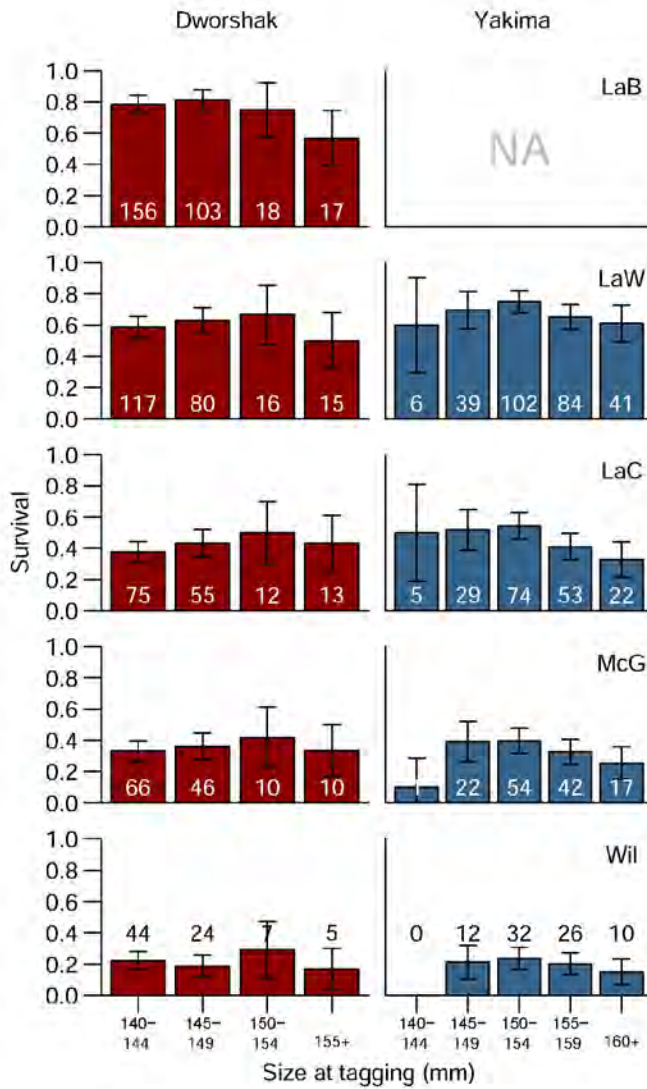 Dworshak Yakima
1.0 LaB
0.8
0.6 NA
0.4
0.2 156 103 18 17
0.0
1.0 LaW
0.8
0.6
0.4
0.2 117 80 16 15 6 39 102 84 41
0.0
1.0 LaC
0.8
0.6
0.4
0.2 75 55 12 13 5 29 74 53 22
0.0
Survival
1.0 McG
0.8
0.6
0.4
0.2 66 46 10 10 1 22 54 42 17
0.0
1.0 Wil
0.8
0.6
0.4 44 24 7 5 0 12 32 26 10
0.2
0.0
140– 145– 150– 155+ 140– 145– 150– 155– 160+
144 149 154 144 149 154 159
Size at tagging (mm)